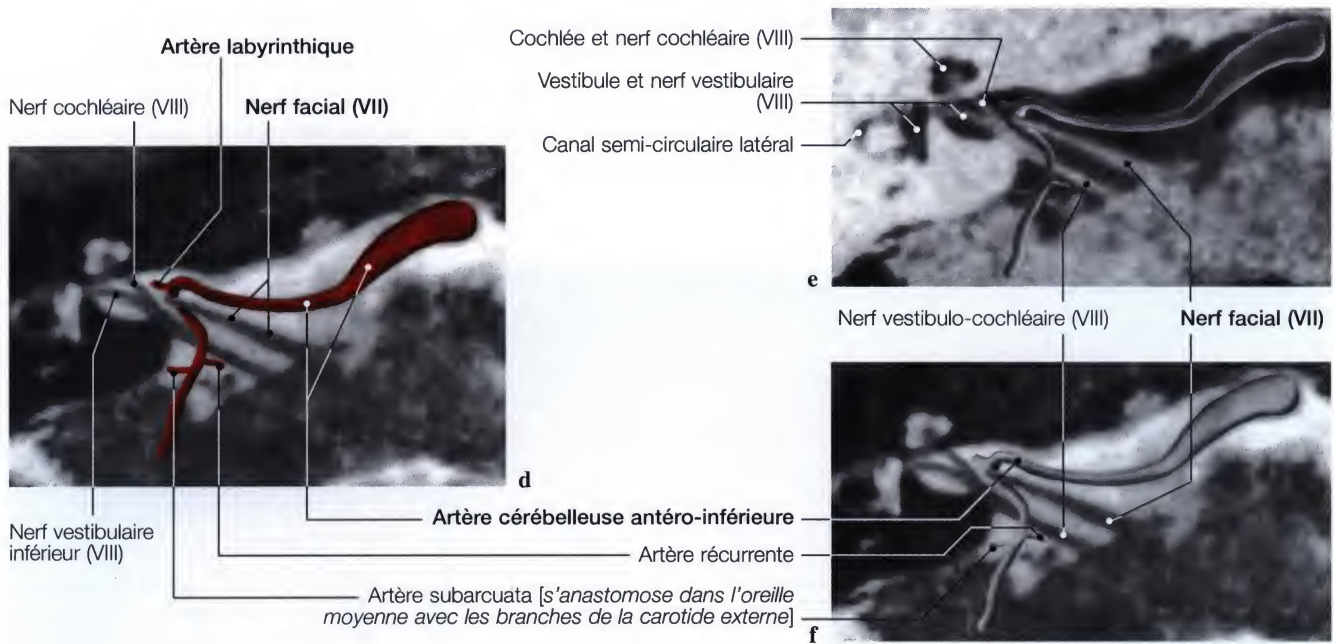 Artère labyrinthique
Nerf cochléaire (VIII)
Nerf facial (VII)
d
Nerf vestibulaire
inférieur (VIII)
Cochlée et nerf cochléaire (VIII)
Vestibule et nerf vestibulaire
(VIII)
Canal semi-circulaire latéral
e
Nerf vestibulo-cochléaire (VIII)
Nerf facial (VII)
Artère cérébelleuse antéro-inférieure
Artère récurrente
Artère subarcuata [s'anastomose dans l'oreille
moyenne avec les branches de la carotide externe]
f